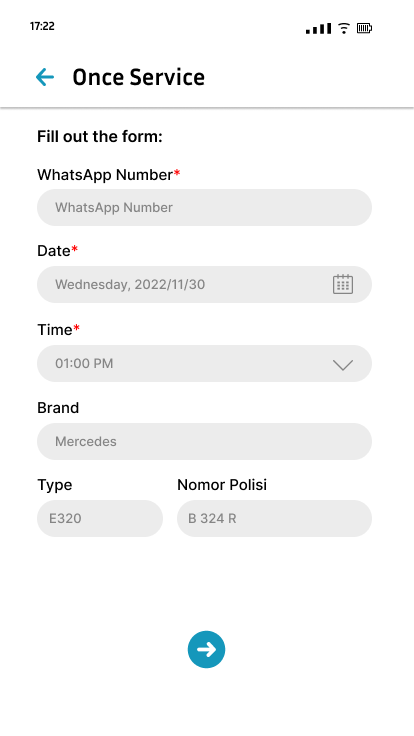 17:22
Once Service
Fill out the form:
WhatsApp Number*
WhatsApp Number
Date*
Wednesday, 2022/11/30
Time*
01:00 PM
Brand
Mercedes
Type
Nomor Polisi
E320
B 324 R